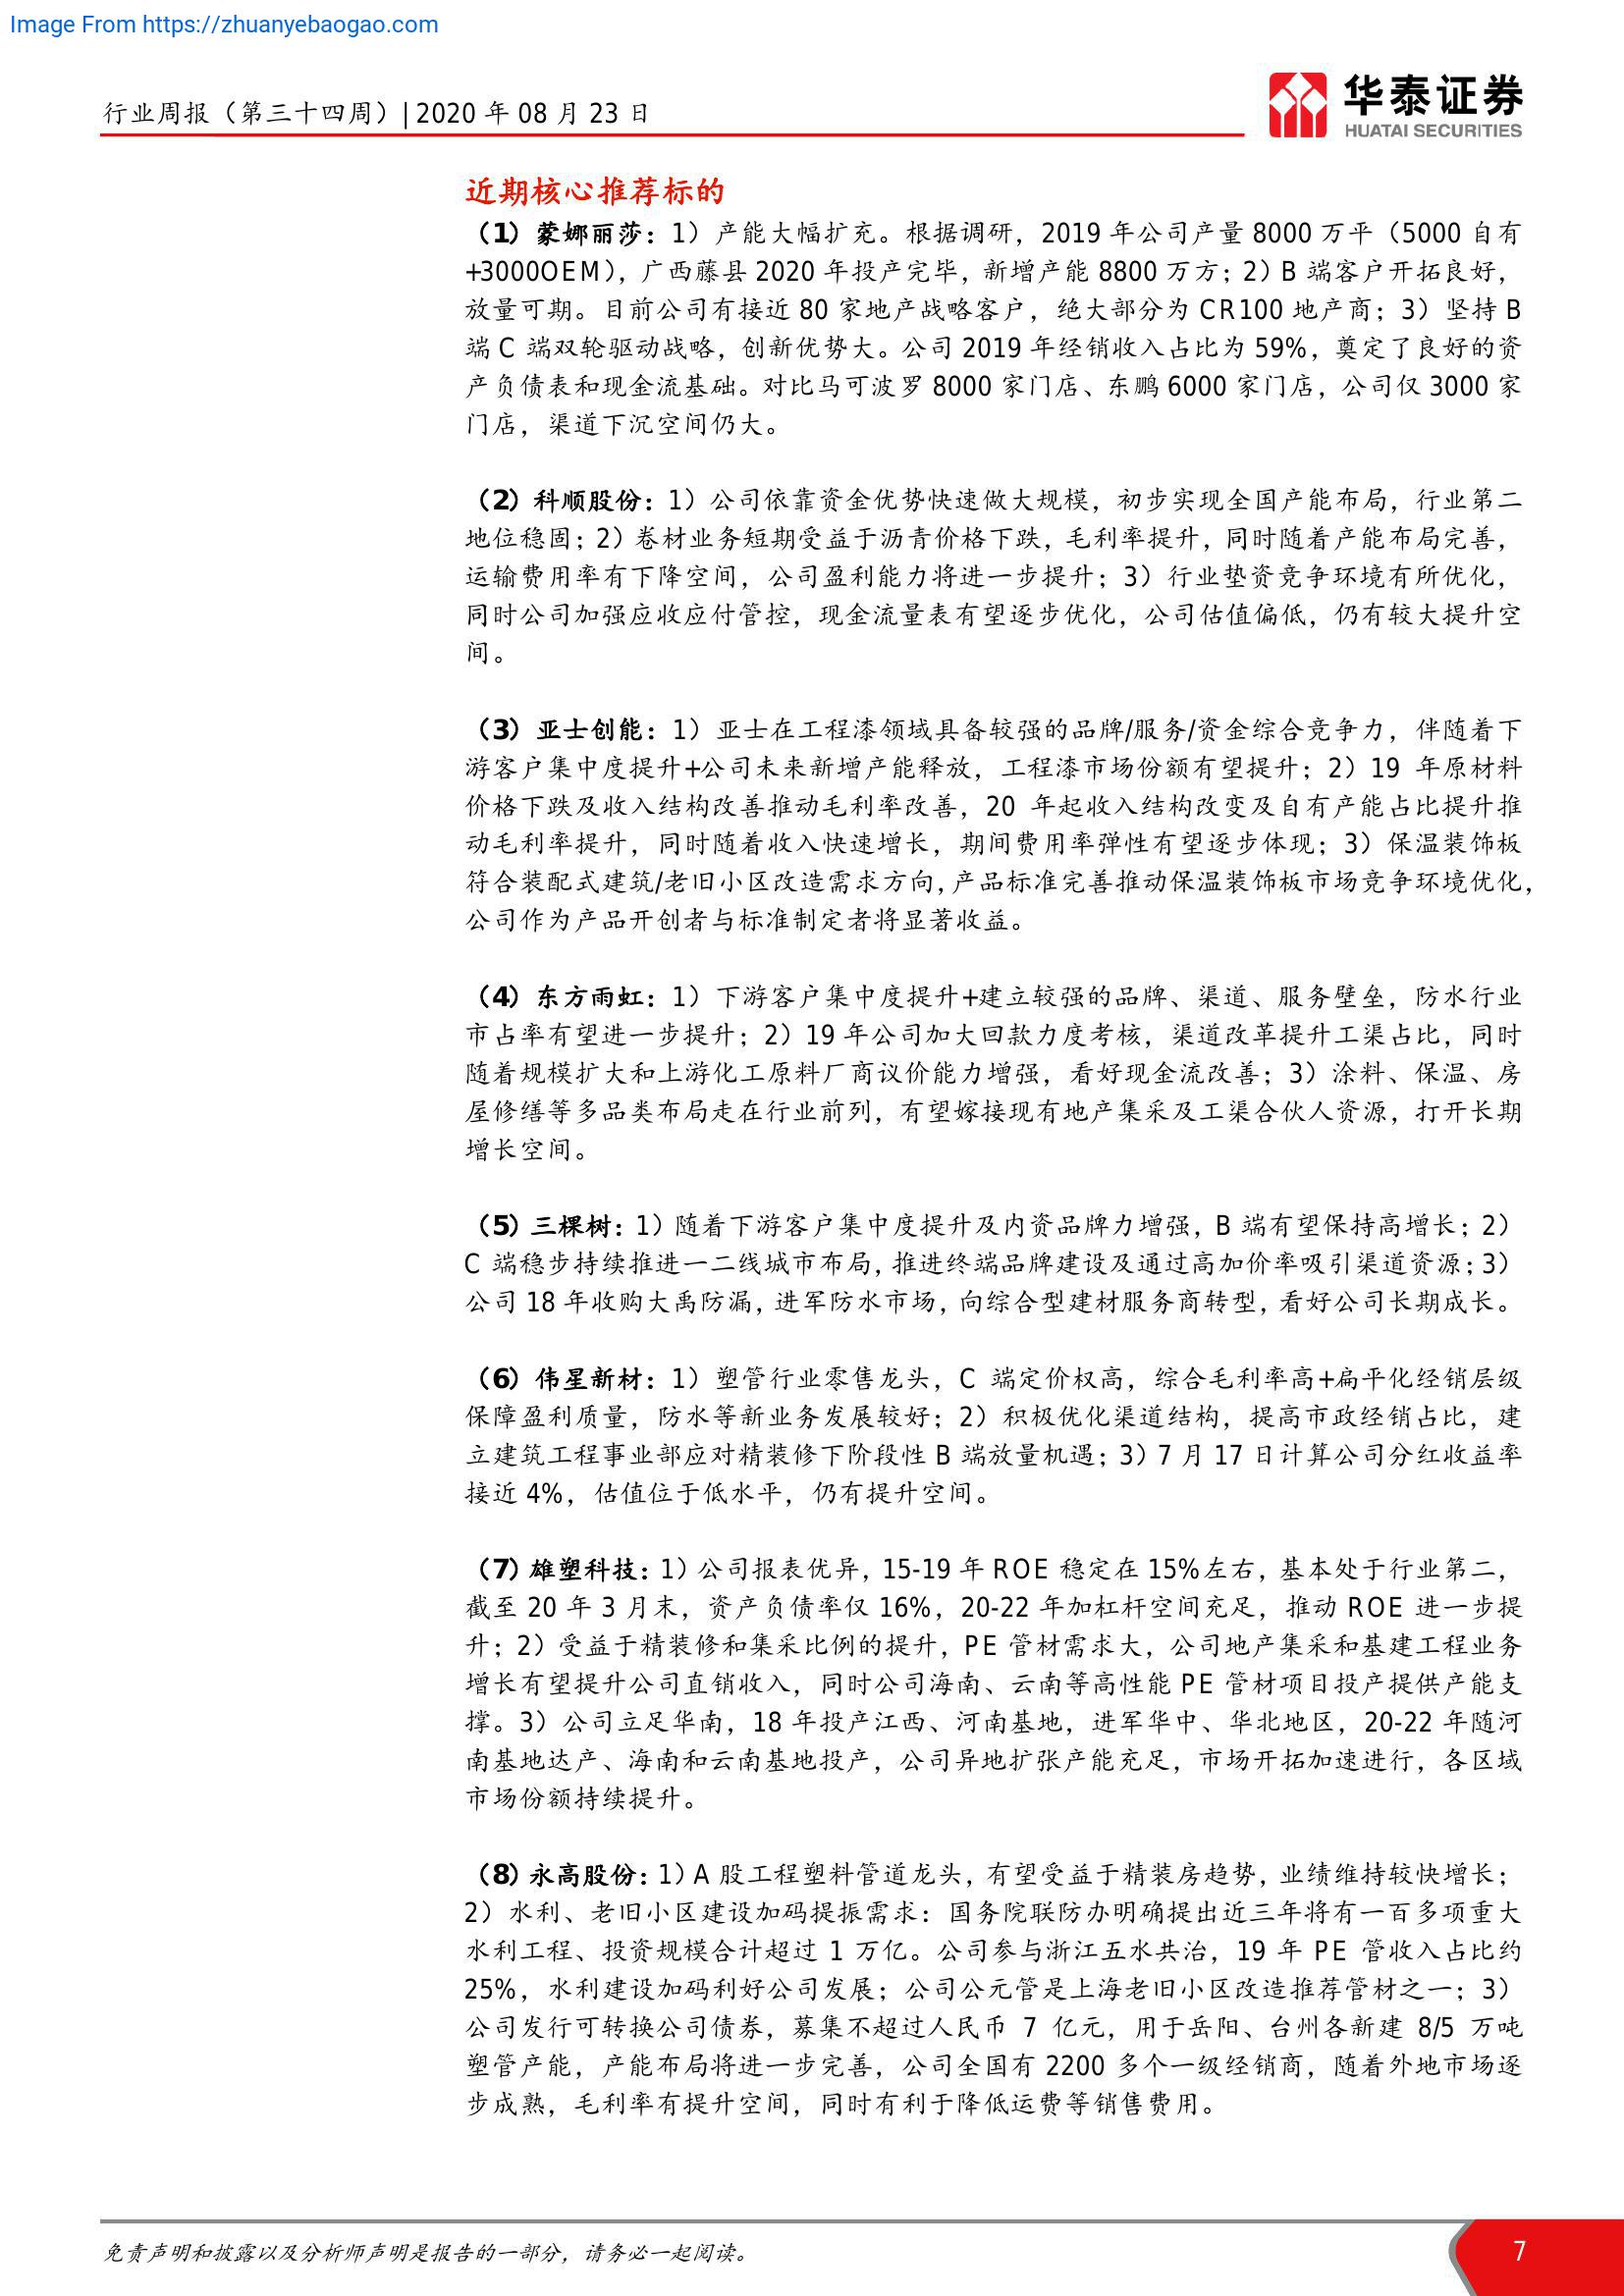 Image From https://zhuanyebaogao.com
行业周报（第三十四周）| 2020 年 08 月 23 日
华泰证券
HUATAI SECURITIES
近期核心推荐标的
（1）蒙娜丽莎：1）产能大幅扩充。根据调研，2019 年公司产量 8000 万平（5000 自有
+3000OEM），广西藤县 2020 年投产完毕，新增产能 8800 万方；2）B 端客户开拓良好，
放量可期。目前公司有接近 80 家地产战略客户，绝大部分为 CR100 地产商；3）坚持 B
端 C 端双轮驱动战略，创新优势大。公司 2019 年经销收入占比为 59%，奠定了良好的资
产负债表和现金流基础。对比马可波罗 8000 家门店、东鹏 6000 家门店，公司仅 3000 家
门店，渠道下沉空间仍大。
（2）科顺股份：1）公司依靠资金优势快速做大规模，初步实现全国产能布局，行业第二
地位稳固；2）卷材业务短期受益于沥青价格下跌，毛利率提升，同时随着产能布局完善，
运输费用率有下降空间，公司盈利能力将进一步提升；3）行业垫资竞争环境有所优化，
同时公司加强应收应付管控，现金流量表有望逐步优化，公司估值偏低，仍有较大提升空
间。
（3）亚士创能：1）亚士在工程漆领域具备较强的品牌/服务/资金综合竞争力，伴随着下
游客户集中度提升+公司未来新增产能释放，工程漆市场份额有望提升；2）19 年原材料
价格下跌及收入结构改善推动毛利率改善，20 年起收入结构改变及自有产能占比提升推
动毛利率提升，同时随着收入快速增长，期间费用率弹性有望逐步体现；3）保温装饰板
符合装配式建筑/老旧小区改造需求方向，产品标准完善推动保温装饰板市场竞争环境优化，
公司作为产品开创者与标准制定者将显著收益。
（4）东方雨虹：1）下游客户集中度提升+建立较强的品牌、渠道、服务壁垒，防水行业
市占率有望进一步提升；2）19 年公司加大回款力度考核，渠道改革提升工渠占比，同时
随着规模扩大和上游化工原料厂商议价能力增强，看好现金流改善；3）涂料、保温、房
屋修缮等多品类布局走在行业前列，有望嫁接现有地产集采及工渠合伙人资源，打开长期
增长空间。
（5）三棵树：1）随着下游客户集中度提升及内资品牌力增强，B 端有望保持高增长；2）
C 端稳步持续推进一二线城市布局，推进终端品牌建设及通过高加价率吸引渠道资源；3）
公司 18 年收购大禹防漏，进军防水市场，向综合型建材服务商转型，看好公司长期成长。
（6）伟星新材：1）塑管行业零售龙头，C 端定价权高，综合毛利率高+扁平化经销层级
保障盈利质量，防水等新业务发展较好；2）积极优化渠道结构，提高市政经销占比，建
立建筑工程事业部应对精装修下阶段性 B 端放量机遇；3）7 月 17 日计算公司分红收益率
接近 4%，估值位于低水平，仍有提升空间。
（7）雄塑科技：1）公司报表优异，15-19 年 ROE 稳定在 15%左右，基本处于行业第二，
截至 20 年 3 月末，资产负债率仅 16%，20-22 年加杠杆空间充足，推动 ROE 进一步提
升；2）受益于精装修和集采比例的提升，PE 管材需求大，公司地产集采和基建工程业务
增长有望提升公司直销收入，同时公司海南、云南等高性能 PE 管材项目投产提供产能支
撑。3）公司立足华南，18 年投产江西、河南基地，进军华中、华北地区，20-22 年随河
南基地达产、海南和云南基地投产，公司异地扩张产能充足，市场开拓加速进行，各区域
市场份额持续提升。
（8）永高股份：1）A 股工程塑料管道龙头，有望受益于精装房趋势，业绩维持较快增长；
2）水利、老旧小区建设加码提振需求：国务院联防办明确提出近三年将有一百多项重大
水利工程、投资规模合计超过 1 万亿。公司参与浙江五水共治，19 年 PE 管收入占比约
25%，水利建设加码利好公司发展；公司公元管是上海老旧小区改造推荐管材之一；3）
公司发行可转换公司债券，募集不超过人民币 7 亿元，用于岳阳、台州各新建 8/5 万吨
塑管产能，产能布局将进一步完善，公司全国有 2200 多个一级经销商，随着外地市场逐
步成熟，毛利率有提升空间，同时有利于降低运费等销售费用。
免责声明和披露以及分析师声明是报告的一部分，请务必一起阅读。
7